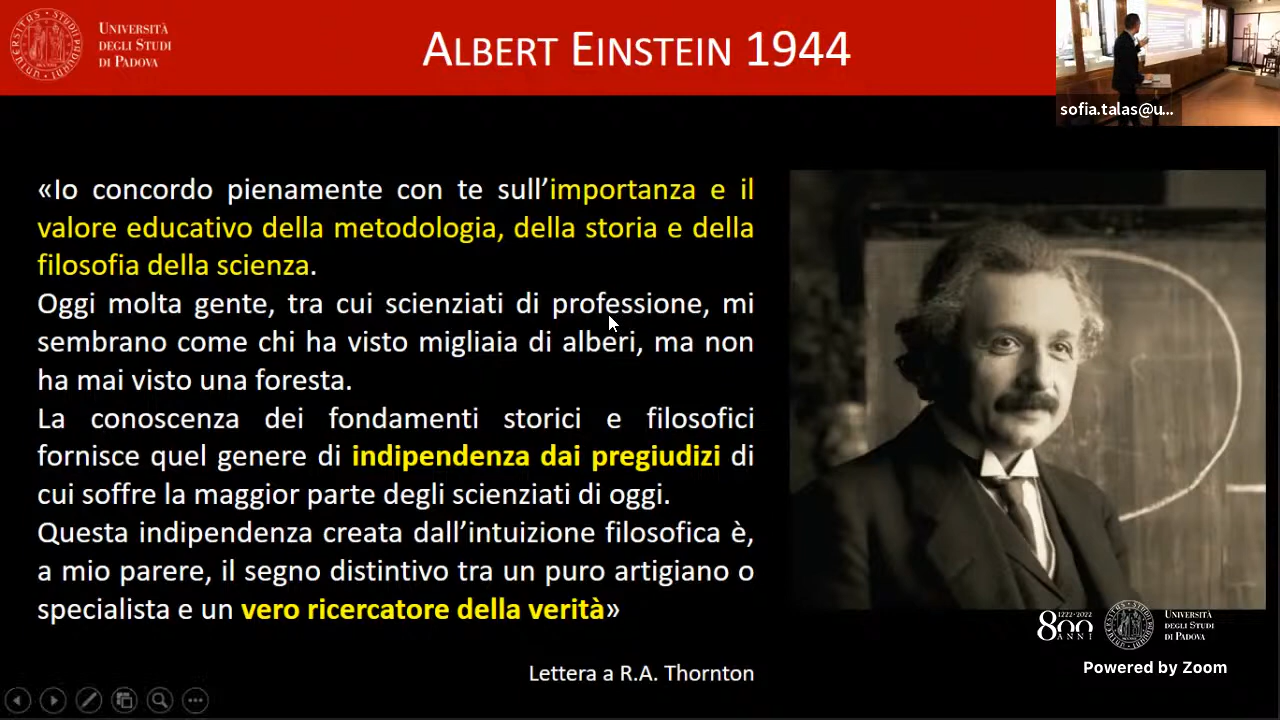 UNIVERSITÀ
DEGLI STUDI
DI PADOVA
ALBERT EINSTEIN 1944
sofia.talas@u...
«Io concordo pienamente con te sull’importanza e il
valore educativo della metodologia, della storia e della
filosofia della scienza.
Oggi molta gente, tra cui scienziati di professione, mi
sembrano come chi ha visto migliaia di alberi, ma non
ha mai visto una foresta.
La conoscenza dei fondamenti storici e filosofici
fornisce quel genere di indipendenza dai pregiudizi di
cui soffre la maggior parte degli scienziati di oggi.
Questa indipendenza creata dall’intuizione filosofica è,
a mio parere, il segno distintivo tra un puro artigiano o
specialista e un vero ricercatore della verità»
Lettera a R.A. Thornton
1222·2022
800
ANNI
UNIVERSITÀ
DEGLI STUDI
DI PADOVA
Powered by Zoom